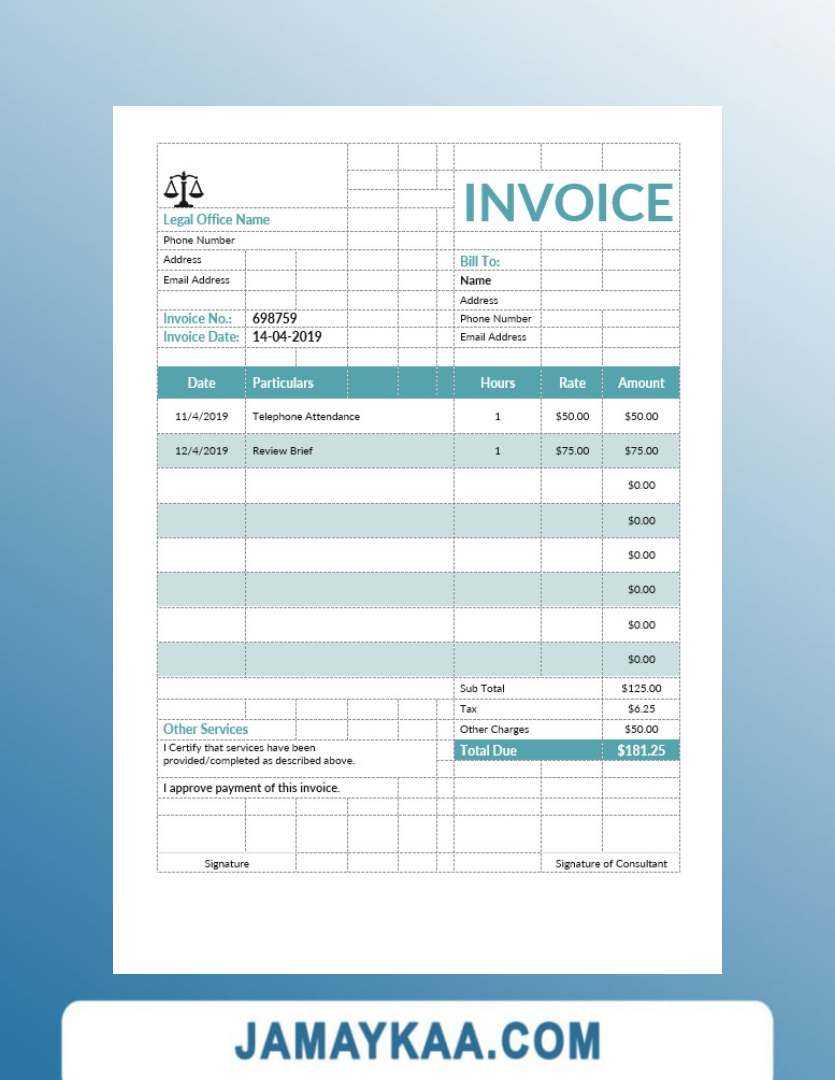 INVOICE
Legal Office Name
Phone Number
Address
Email Address
Bill To:
Name
Address
Phone Number
Email Address
Invoice No.: 698759
Invoice Date: 14-04-2019
Date Particulars Hours Rate Amount
11/4/2019 Telephone Attendance 1 $50.00 $50.00
12/4/2019 Review Brief 1 $75.00 $75.00
$0.00
$0.00
$0.00
$0.00
$0.00
$0.00
Sub Total $125.00
Tax $6.25
Other Charges $50.00
Total Due $181.25
Other Services
I Certify that services have been
provided/completed as described above.
I approve payment of this invoice.
Signature
Signature of Consultant
JAMAYKAA.COM